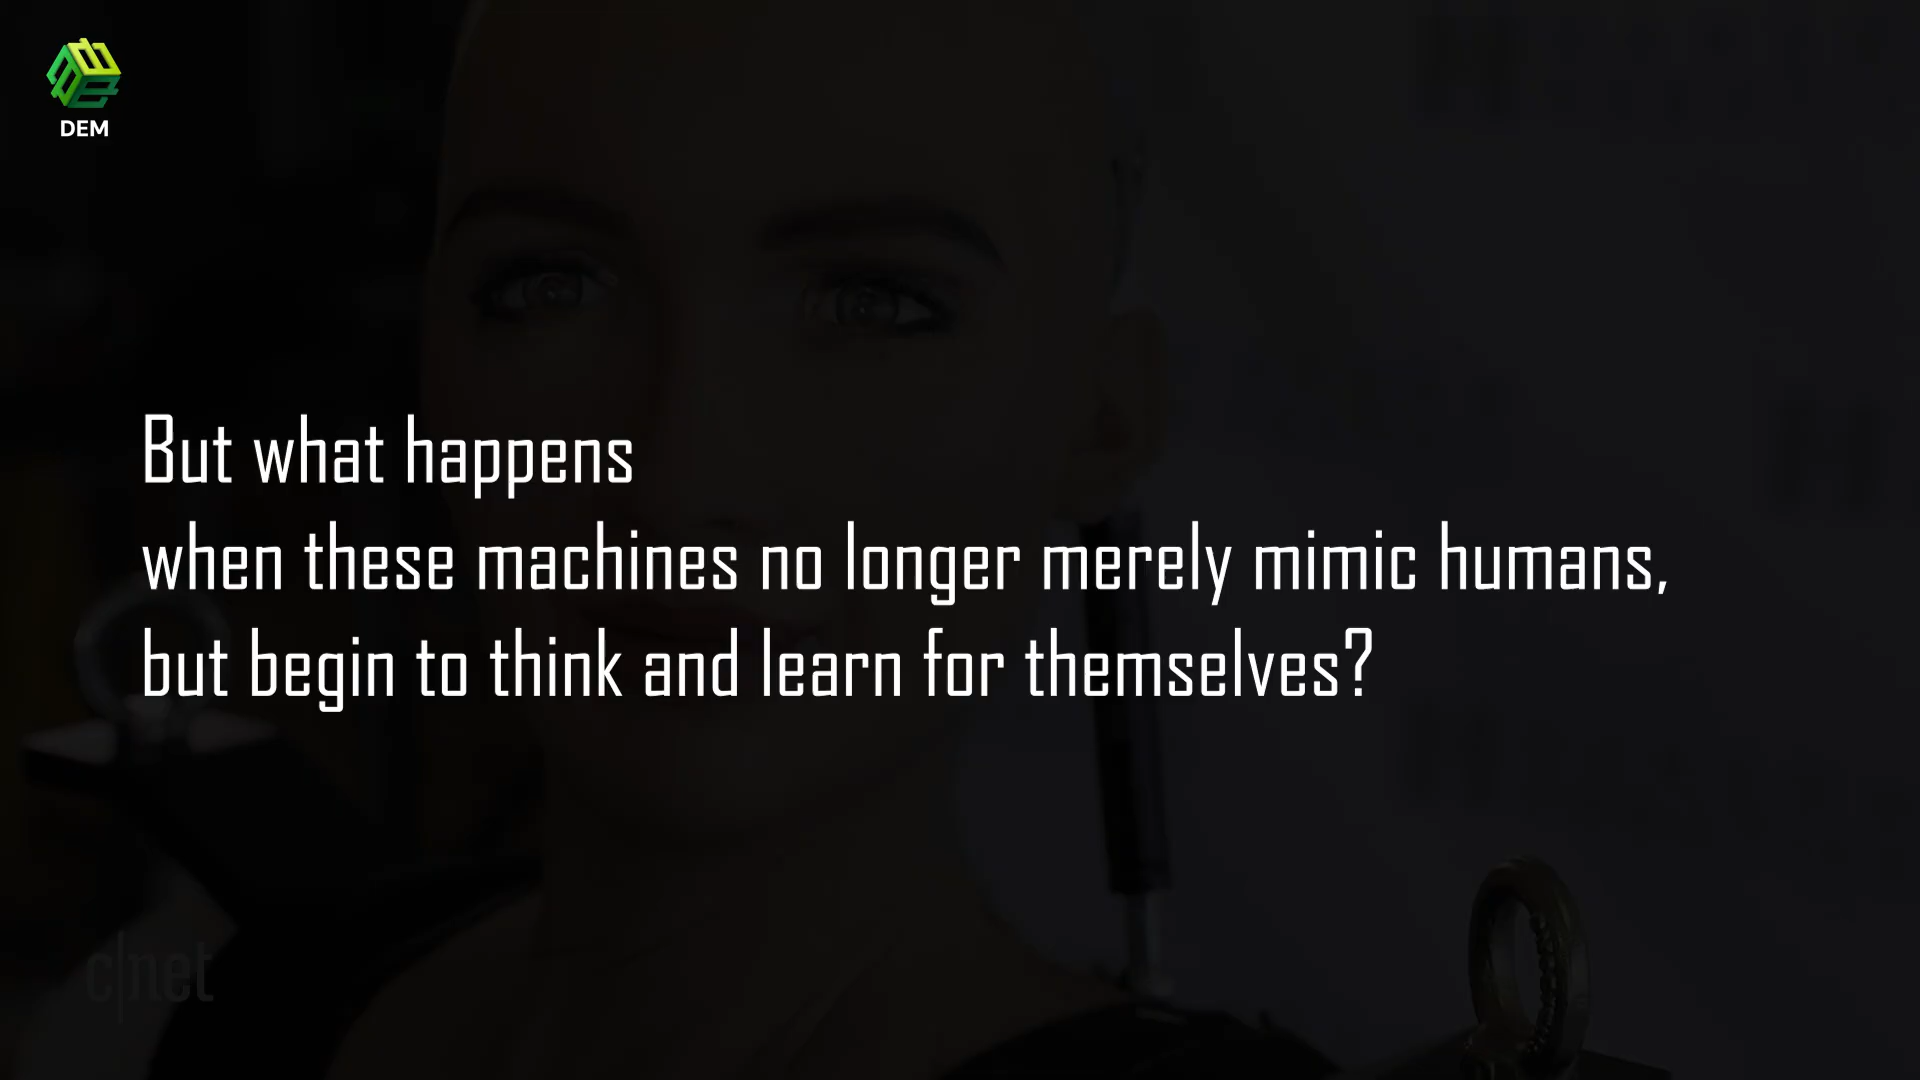 DEM
But what happens
when these machines no longer merely mimic humans,
but begin to think and learn for themselves?
c|net